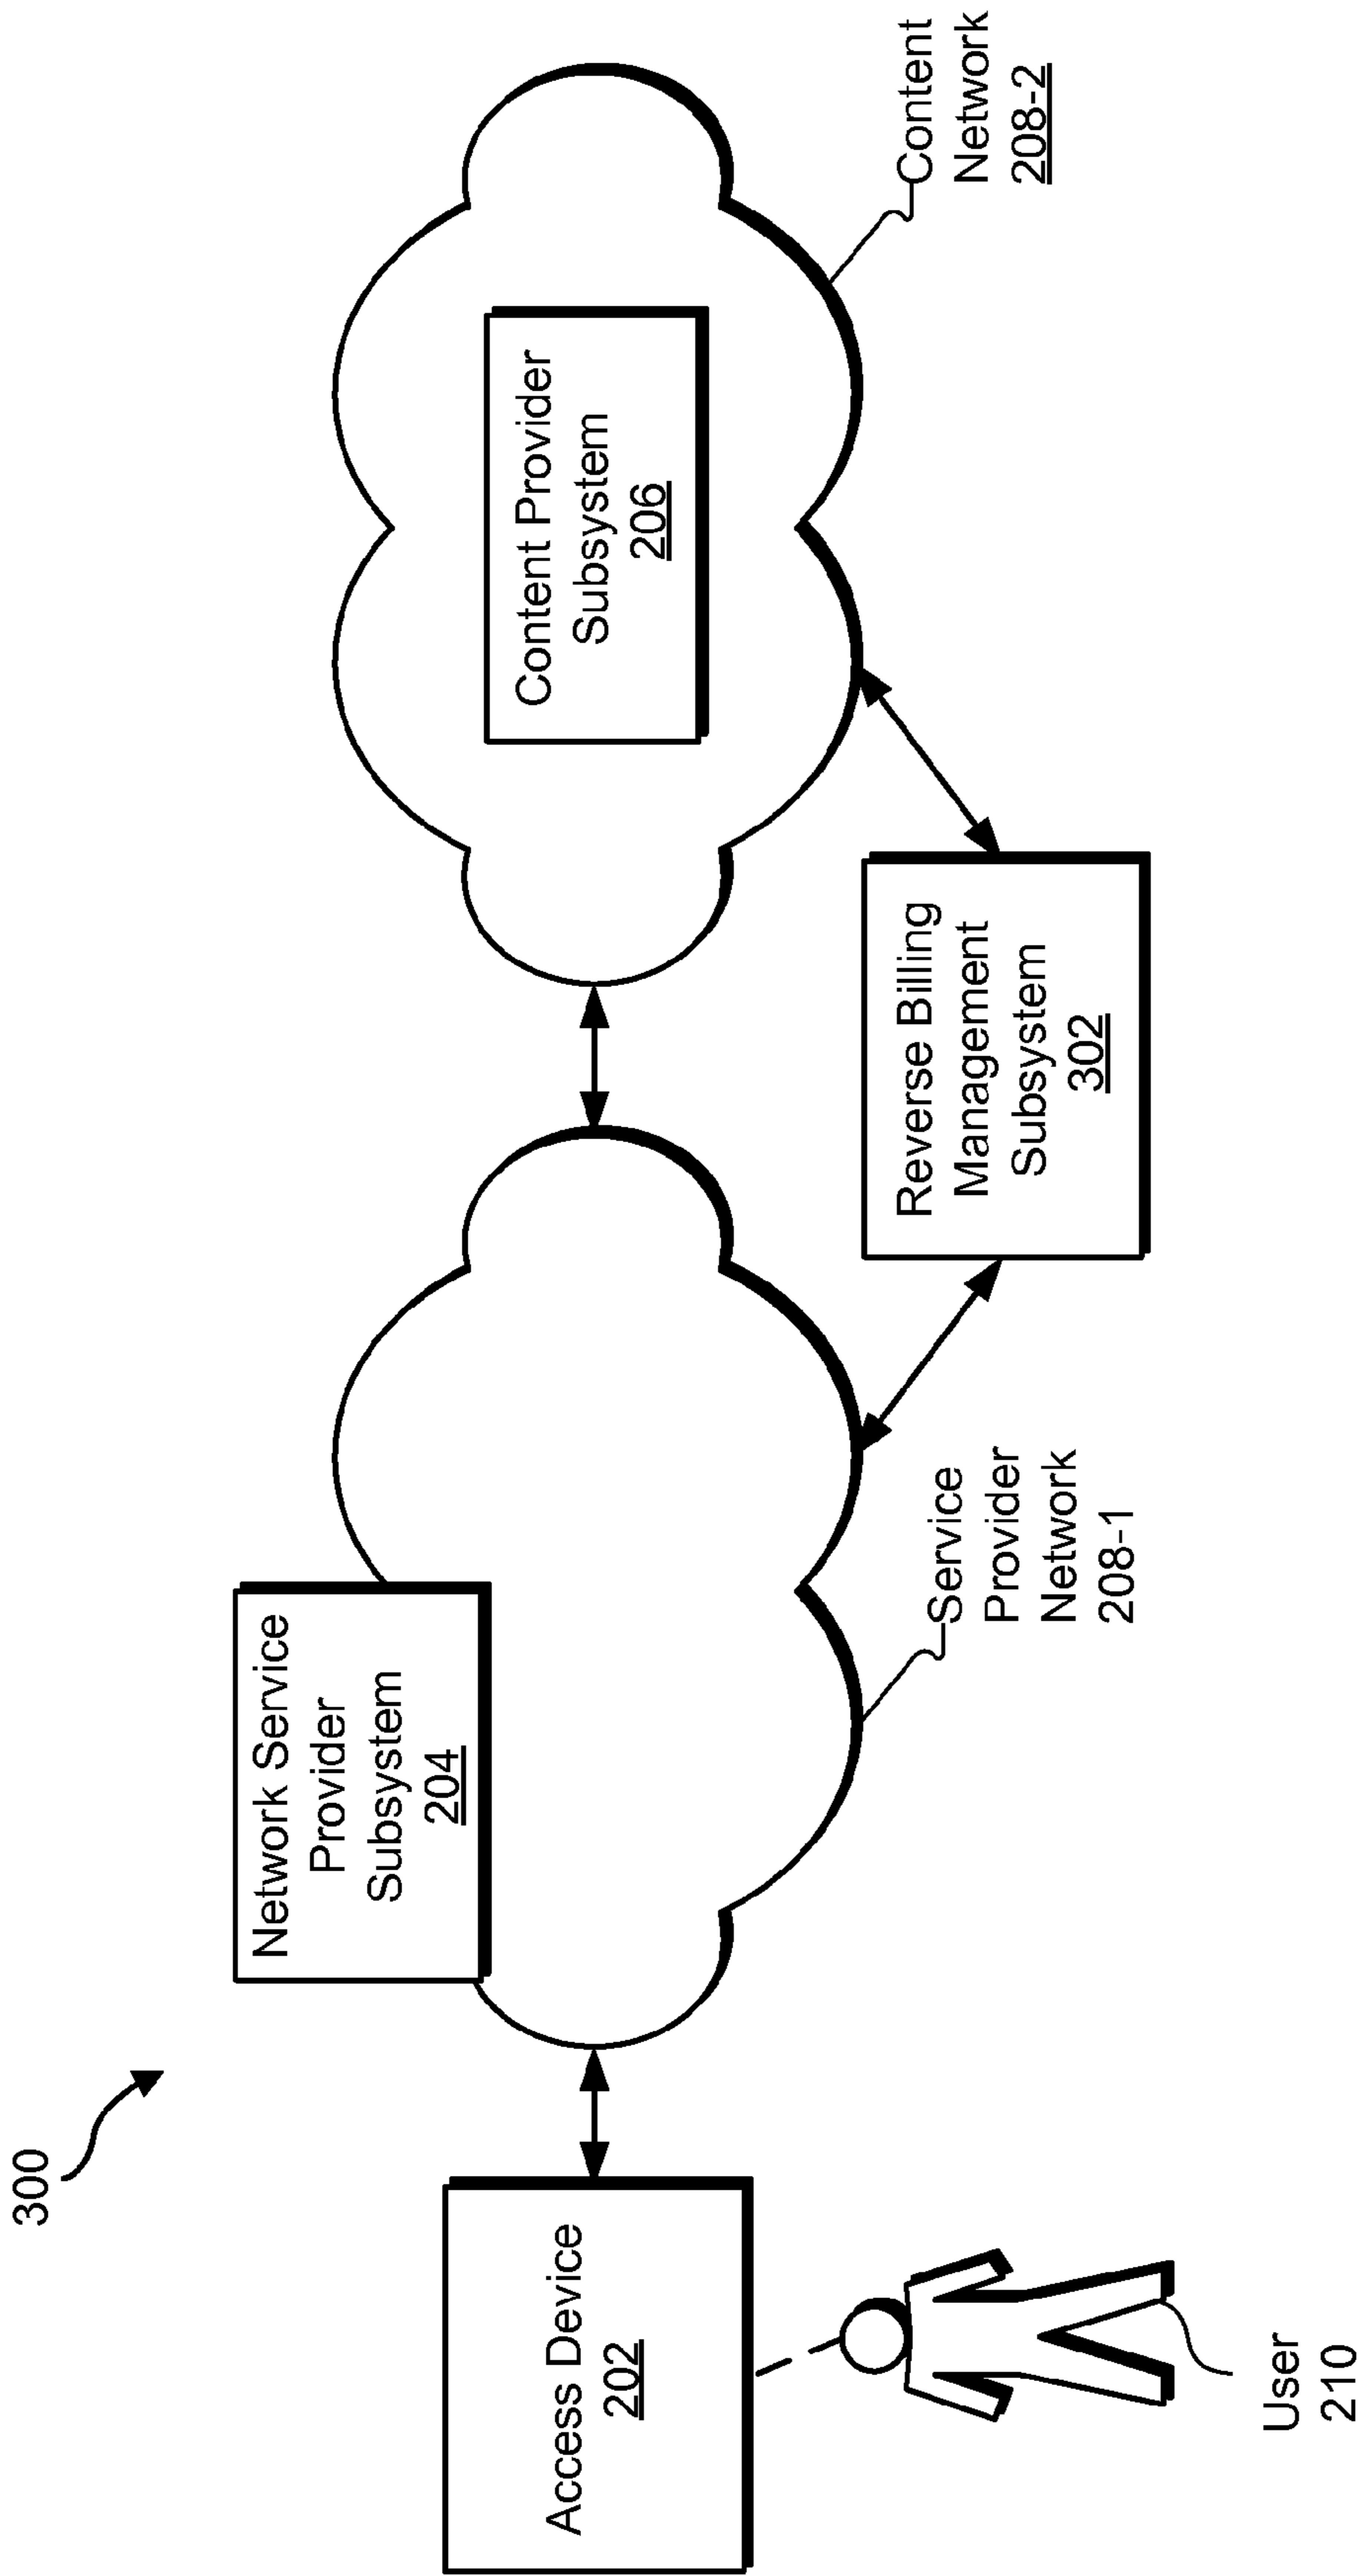 300
Network Service
Provider
Subsystem
204
Access Device
202
Content Provider
Subsystem
206
Service
Provider
Network
208-1
Reverse Billing
Management
Subsystem
302
Content
Network
208-2
User
210